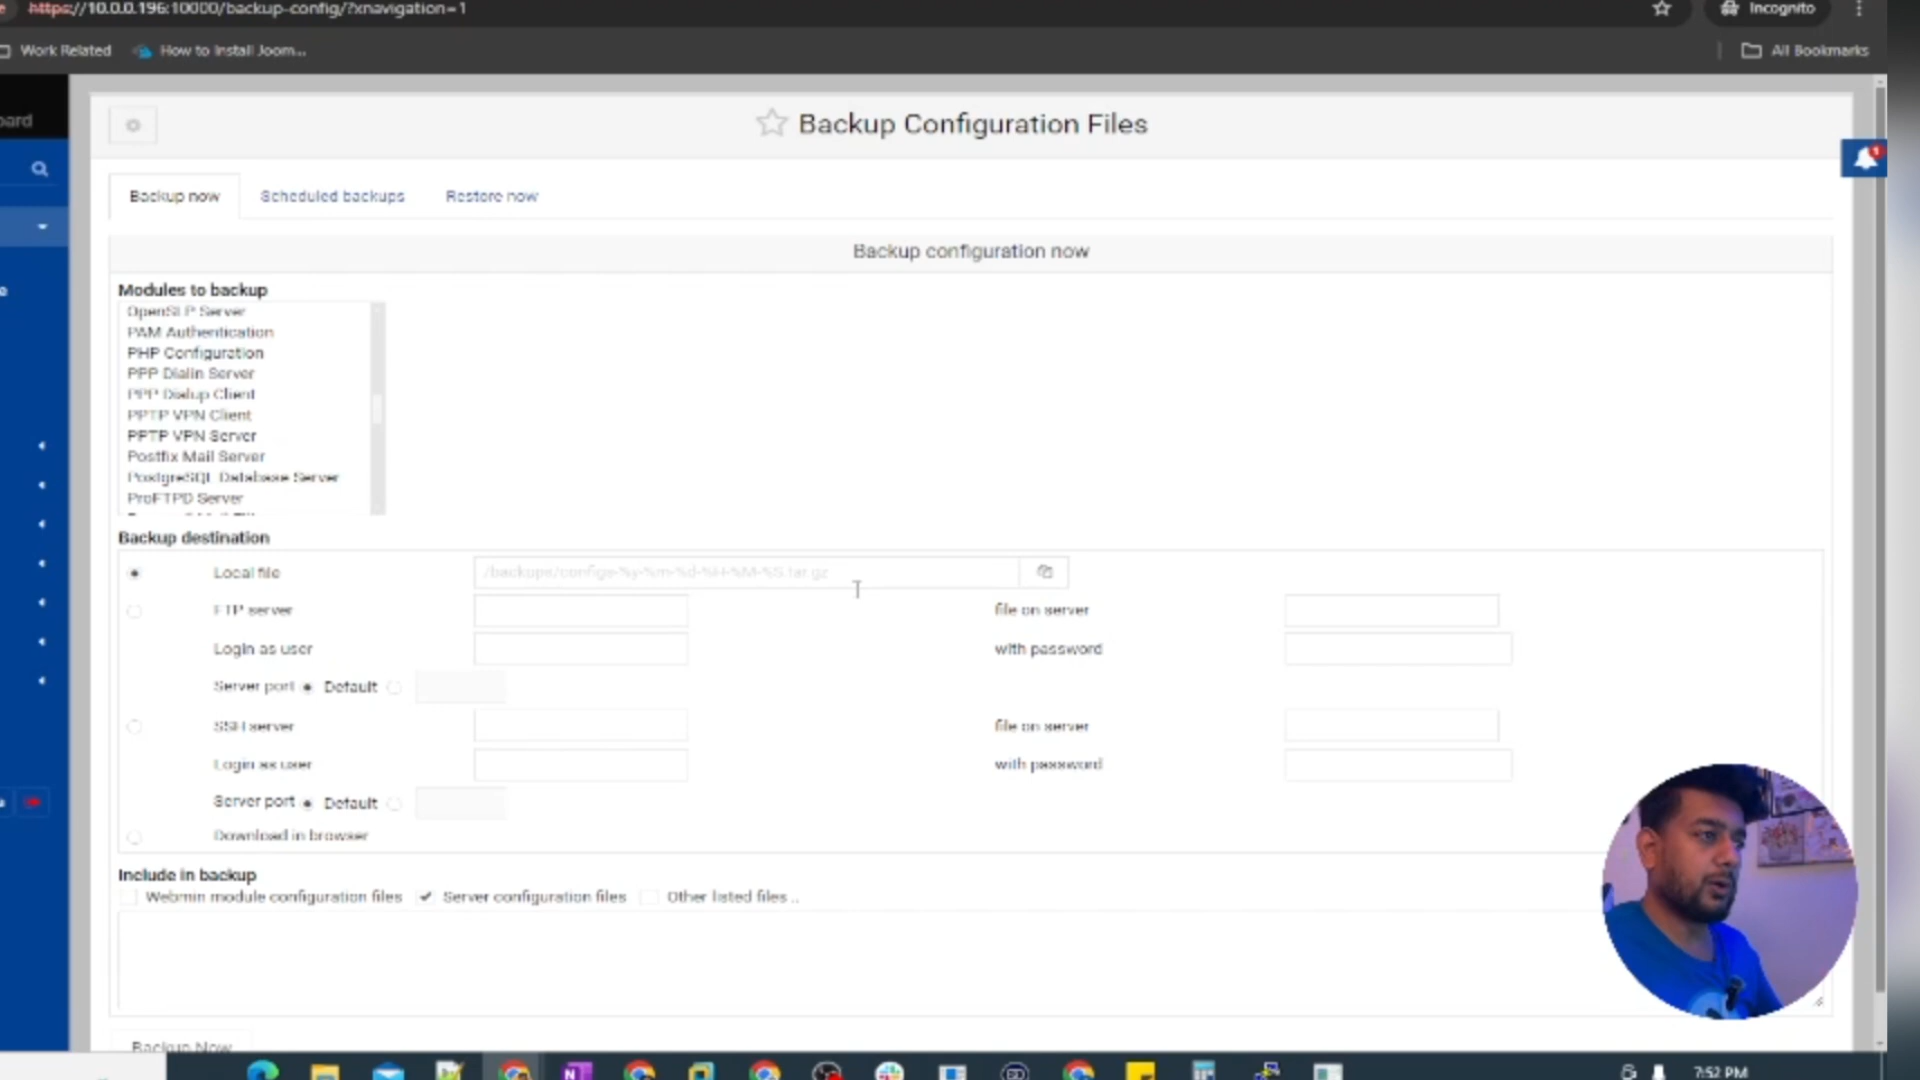 https://10.0.0.196:10000/backup-config/?xnavigation=1
Incognito
Work Related
How to Install Joom...
All Bookmarks
oard
Backup Configuration Files
1
Backup now
Scheduled backups
Restore now
Backup configuration now
Modules to backup
OpenSLP Server
PAM Authentication
PHP Configuration
PPP Dialin Server
PPP Dialup Client
PPTP VPN Client
PPTP VPN Server
Postfix Mail Server
PostgreSQL Database Server
ProFTPD Server
Backup destination
Local file
/backups/configs-%y-%m-%d-%H-%M-%S.tar.gz
FTP server
file on server
Login as user
with password
Server port
Default
SSH server
file on server
Login as user
with password
Server port
Default
Download in browser
Include in backup
Webmin module configuration files
Server configuration files
Other listed files ..
Backup Now
7:52 PM